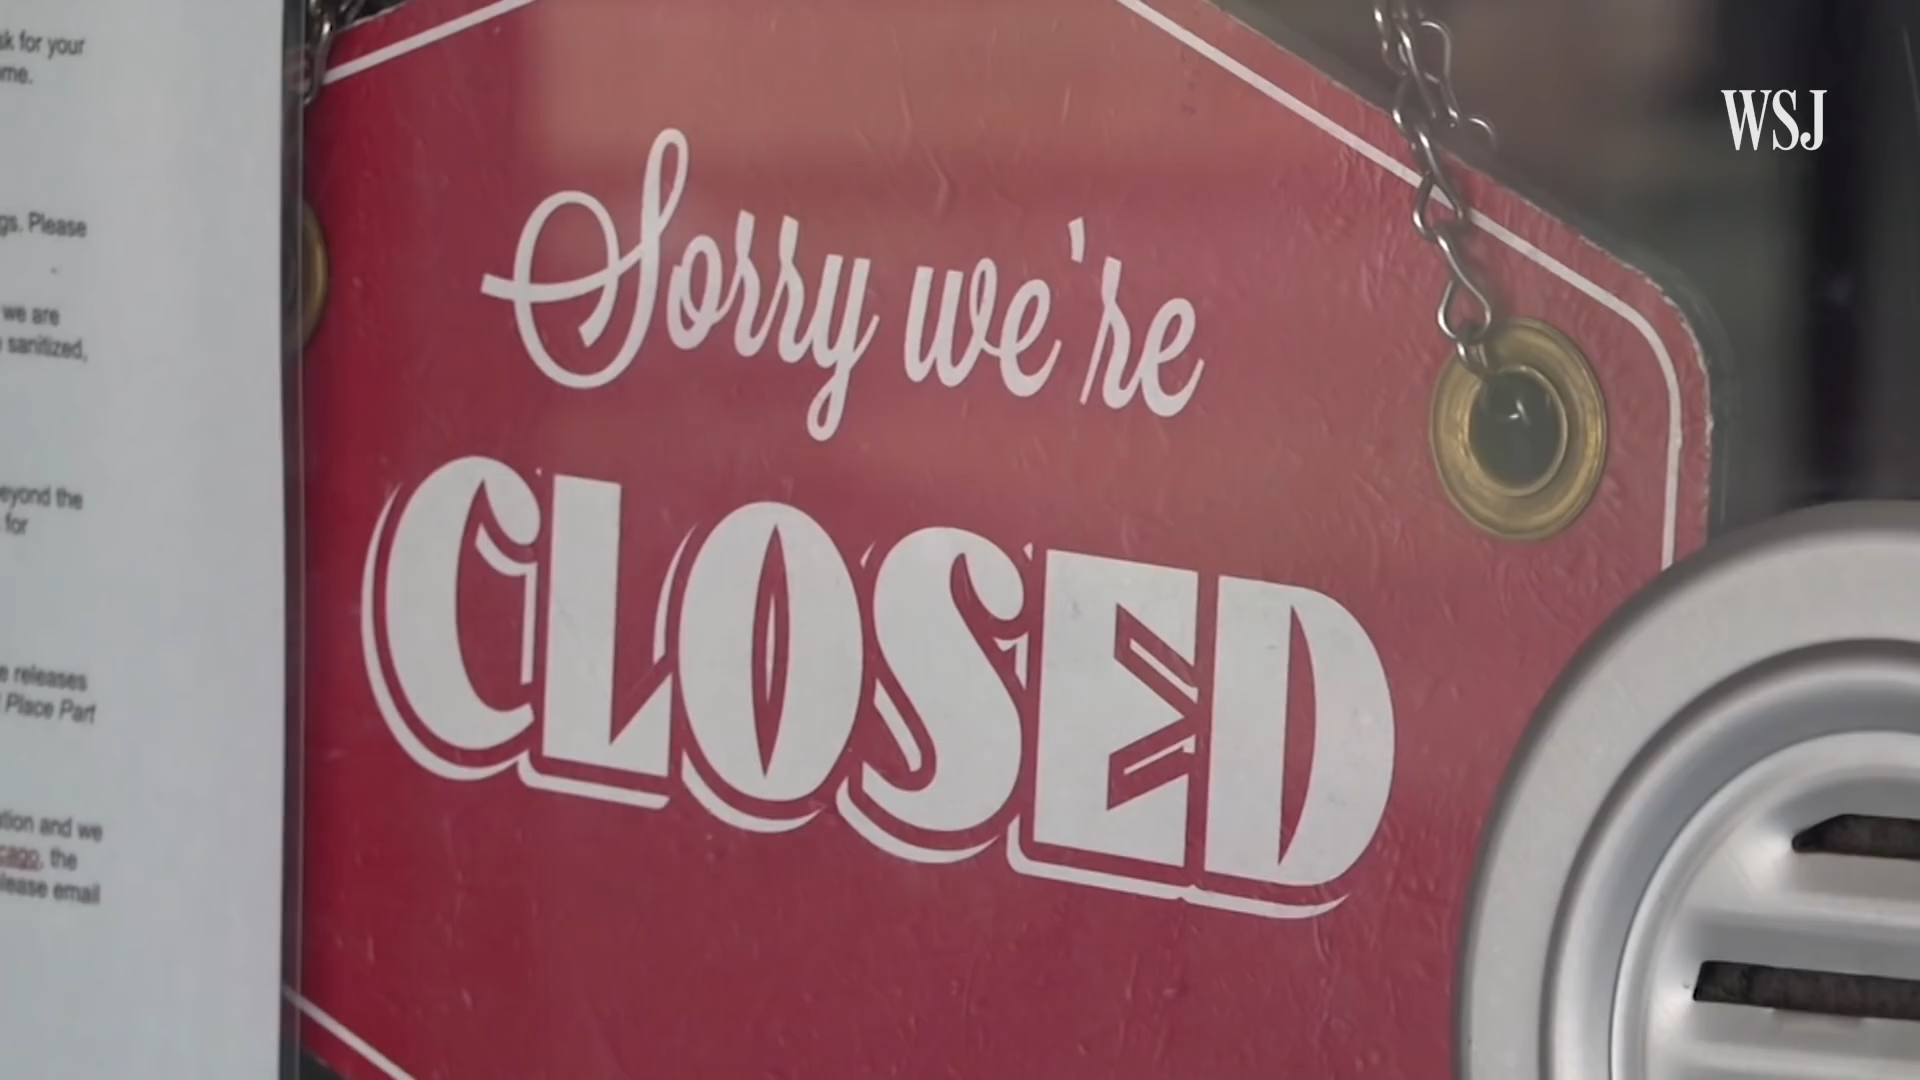 sk for your
me.
gs. Please
we are
sanitized,
eyond the
for
e releases
Place Part
tion and we
cago, the
lease email
Sorry we're
CLOSED
WSJ